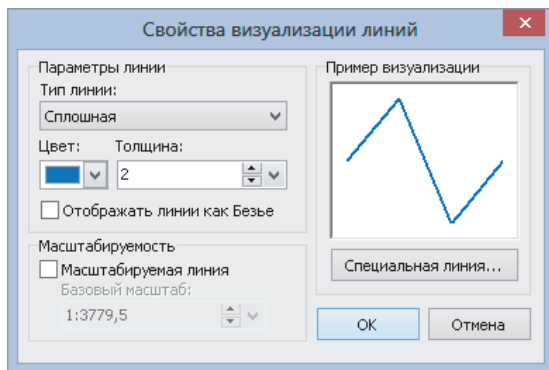 Свойства визуализации линий
Параметры линии
Тип линии:
Сплошная
Цвет: Толщина:
2
Отображать линии как Безье
Масштабируемость
Масштабируемая линия
Базовый масштаб:
1:3779,5
Пример визуализации
Специальная линия...
OK Отмена